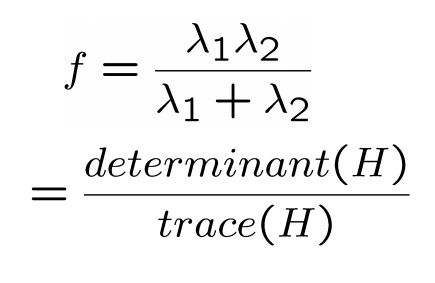 f = λ₁λ₂ / λ₁ + λ₂
= determinant(H) / trace(H)